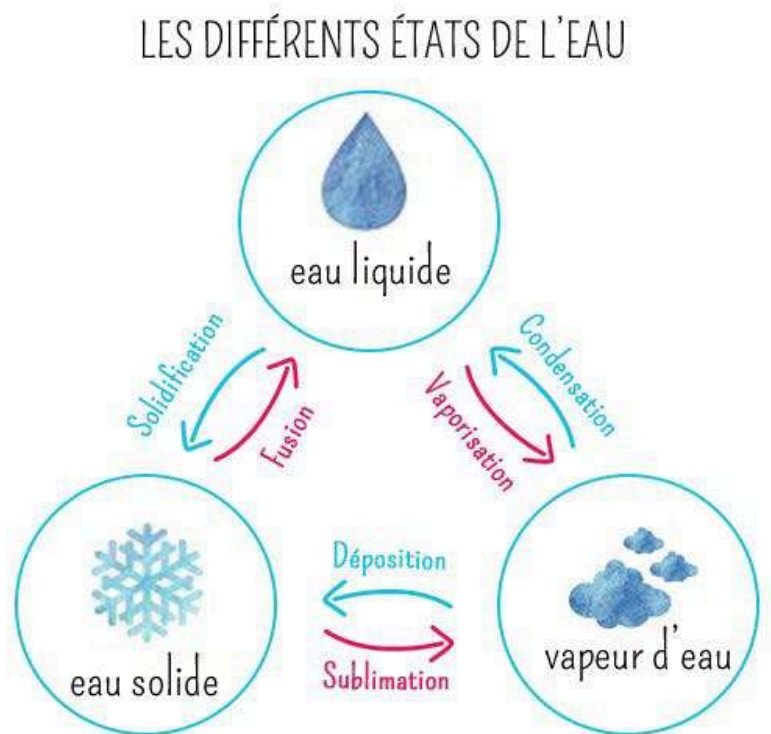 LES DIFFÉRENTS ÉTATS DE L'EAU
eau liquide
Solidification
Fusion
Condensation
Vaporisation
Déposition
Sublimation
eau solide
vapeur d'eau